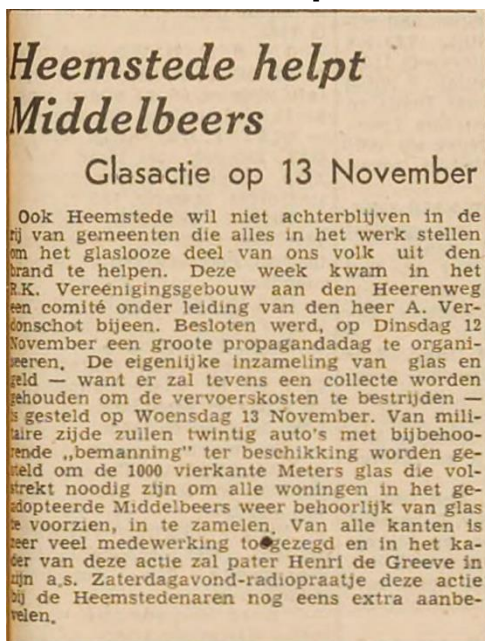 Heemstede helpt
Middelbeers
Glasactie op 13 November
Ook Heemstede wil niet achterblijven in de
rij van gemeenten die alles in het werk stellen
om het glaslooze deel van ons volk uit den
brand te helpen. Deze week kwam in het
R.K. Vereenigingsgebouw aan den Heerenweg
een comité onder leiding van den heer A. Ver-
donschot bijeen. Besloten werd, op Dinsdag 12
November een groote propagandadag te organi-
seeren. De eigenlijke inzameling van glas en
geld — want er zal tevens een collecte worden
gehouden om de vervoerskosten te bestrijden —
is gesteld op Woensdag 13 November. Van mili-
taire zijde zullen twintig auto's met bijbehoo-
rende „bemanning" ter beschikking worden ge-
steld om de 1000 vierkante Meters glas die vol-
strekt noodig zijn om alle woningen in het ge-
adopteerde Middelbeers weer behoorlijk van glas
te voorzien, in te zamelen. Van alle kanten is
zeer veel medewerking toegezegd en in het ka-
der van deze actie zal pater Henri de Greeve in
zijn a.s. Zaterdagavond-radiopraatje deze actie
bij de Heemstedenaren nog eens extra aanbe-
velen.